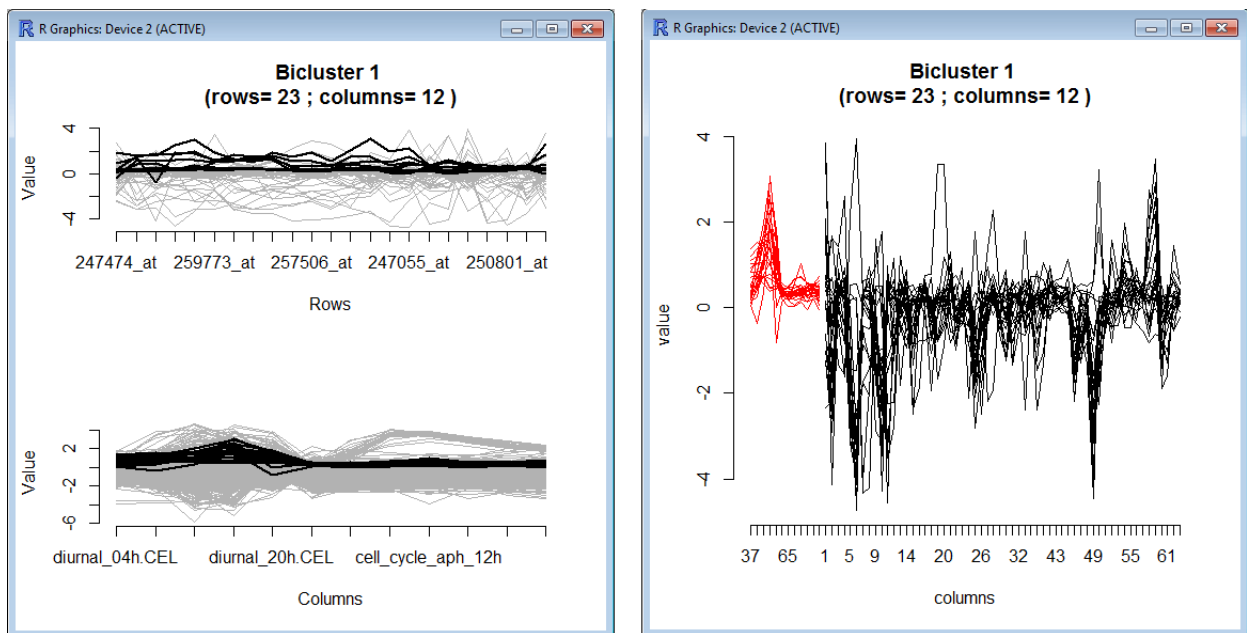 R Graphics: Device 2 (ACTIVE)
Bicluster 1
(rows= 23 ; columns= 12 )
4
0
-4
Value
247474_at 259773_at 257506_at 247055_at 250801_at
Rows
2
-2
-6
Value
diurnal_04h.CEL diurnal_20h.CEL cell_cycle_aph_12h
Columns
R Graphics: Device 2 (ACTIVE)
Bicluster 1
(rows= 23 ; columns= 12 )
4
2
0
-2
-4
value
37 65 1 5 9 14 20 26 32 43 49 55 61
columns